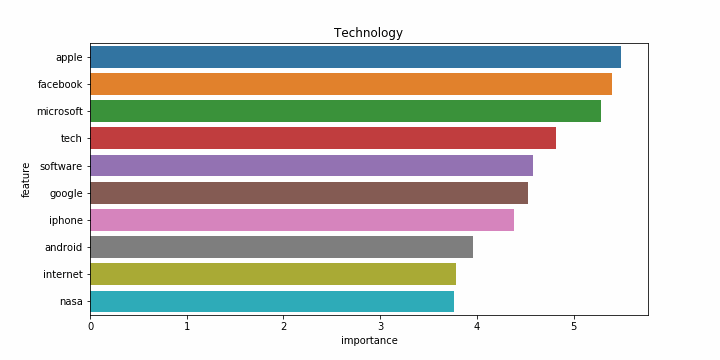 Technology
feature
apple
facebook
microsoft
tech
software
google
iphone
android
internet
nasa
0 1 2 3 4 5
importance